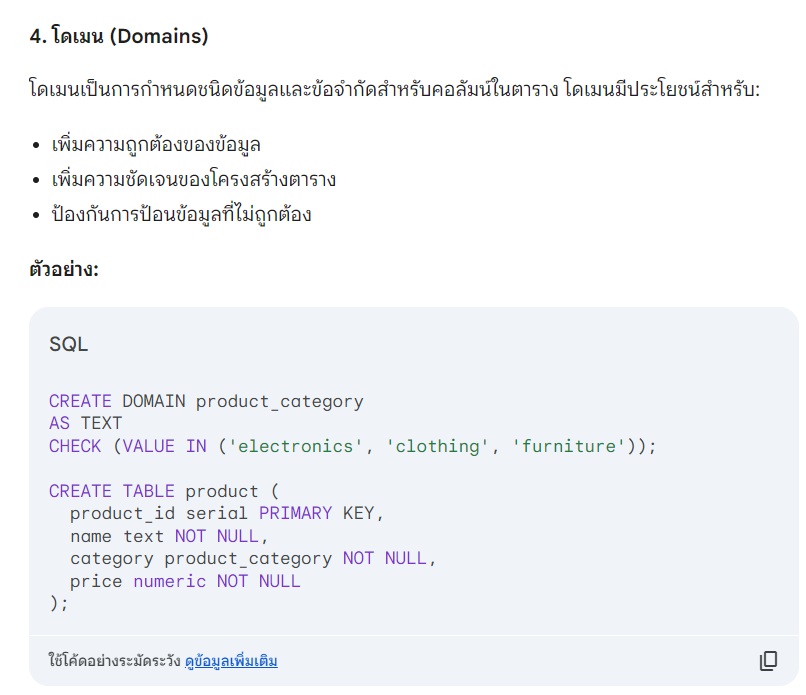 4. โดเมน (Domains)
โดเมนเป็นการกำหนดชนิดข้อมูลและข้อจำกัดสำหรับคอลัมน์ในตาราง โดเมนมีประโยชน์สำหรับ:
• เพิ่มความถูกต้องของข้อมูล
• เพิ่มความชัดเจนของโครงสร้างตาราง
• ป้องกันการป้อนข้อมูลที่ไม่ถูกต้อง
ตัวอย่าง:
SQL
CREATE DOMAIN product_category
AS TEXT
CHECK (VALUE IN ('electronics', 'clothing', 'furniture'));
CREATE TABLE product (
  product_id serial PRIMARY KEY,
  name text NOT NULL,
  category product_category NOT NULL,
  price numeric NOT NULL
);
ใช้โค้ดอย่างระมัดระวัง ดูข้อมูลเพิ่มเติม